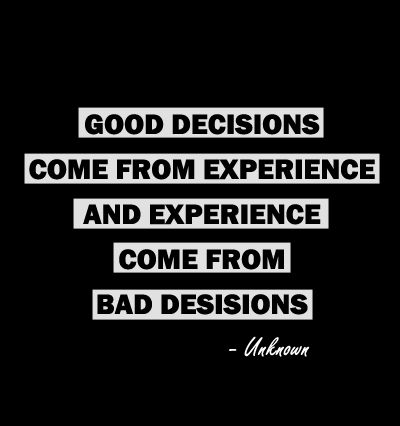 GOOD DECISIONS
COME FROM EXPERIENCE
AND EXPERIENCE
COME FROM
BAD DESISIONS
- Unknown